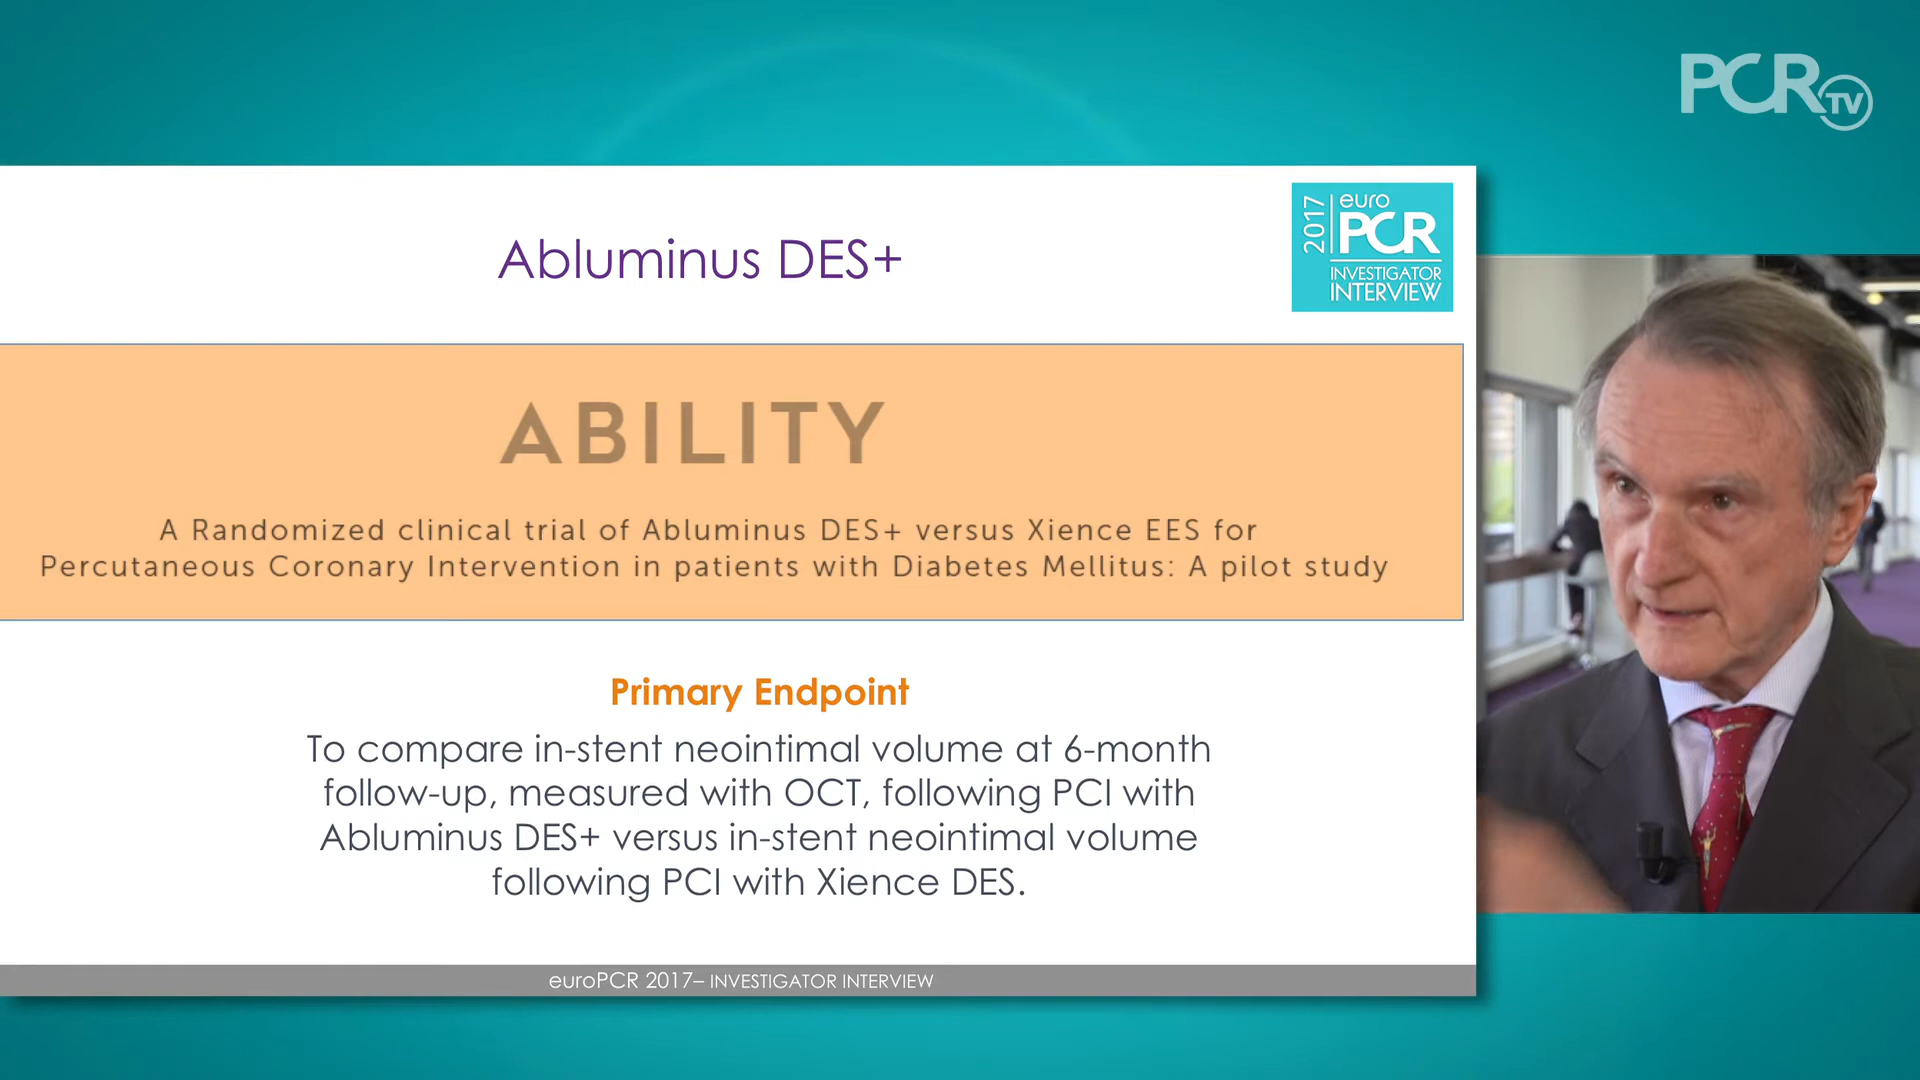 PCR TV
Abluminus DES+
2017
euro
PCR
INVESTIGATOR
INTERVIEW
ABILITY
A Randomized clinical trial of Abluminus DES+ versus Xience EES for
Percutaneous Coronary Intervention in patients with Diabetes Mellitus: A pilot study
Primary Endpoint
To compare in-stent neointimal volume at 6-month
follow-up, measured with OCT, following PCI with
Abluminus DES+ versus in-stent neointimal volume
following PCI with Xience DES.
euroPCR 2017– INVESTIGATOR INTERVIEW